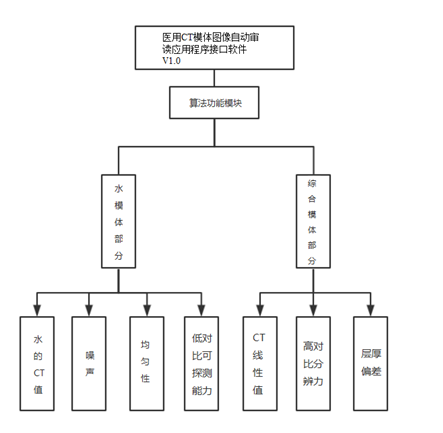 医用CT模体图像自动审
读应用程序接口软件
V1.0
算法功能模块
水
模
体
部
分
综
合
模
体
部
分
水
的
CT
值
噪
声
均
匀
性
低对
比可
探测
能力
CT
线
性
值
高对
比分
辨力
层厚
偏差